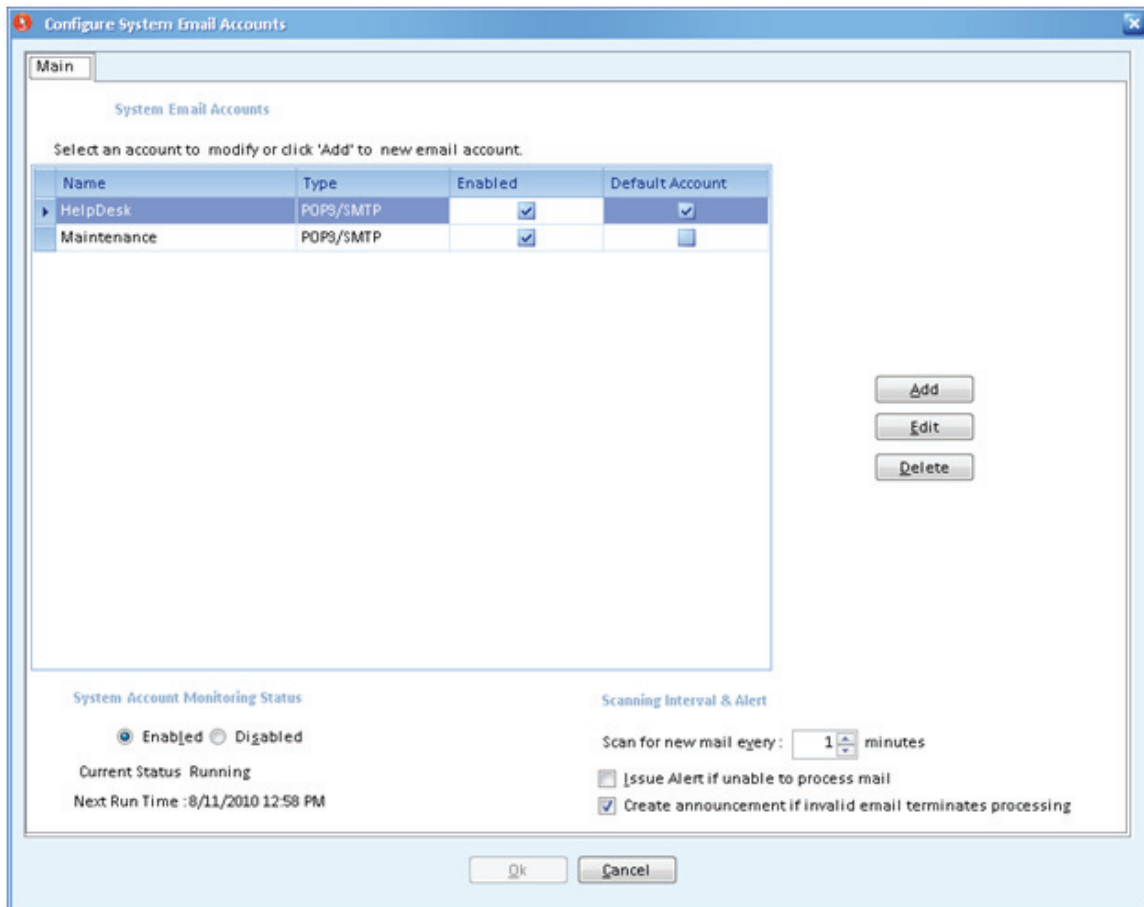 Configure System Email Accounts
Main
System Email Accounts
Select an account to modify or click 'Add' to new email account.
Name Type Enabled Default Account
HelpDesk POP3/SMTP
Maintenance POP3/SMTP
Add
Edit
Delete
System Account Monitoring Status
Enabled Disabled
Current Status Running
Next Run Time :8/11/2010 12:58 PM
Scanning Interval & Alert
Scan for new mail every : 1 minutes
Issue Alert if unable to process mail
Create announcement if invalid email terminates processing
Ok Cancel